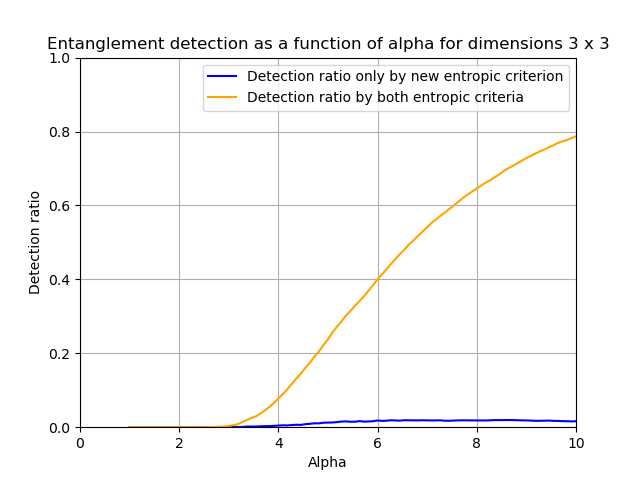 Entanglement detection as a function of alpha for dimensions 3 x 3
1.0
Detection ratio only by new entropic criterion
Detection ratio by both entropic criteria
0.8
0.6
Detection ratio
0.4
0.2
0.0
0 2 4 6 8 10
Alpha